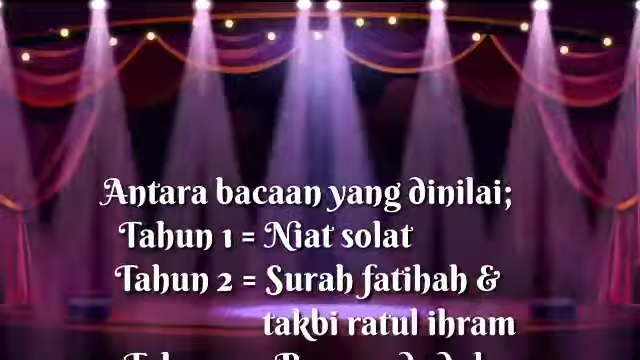 Antara bacaan yang dinilai;
Tahun 1 = Niat solat
Tahun 2 = Surah fatihah &
takbi ratul ihram